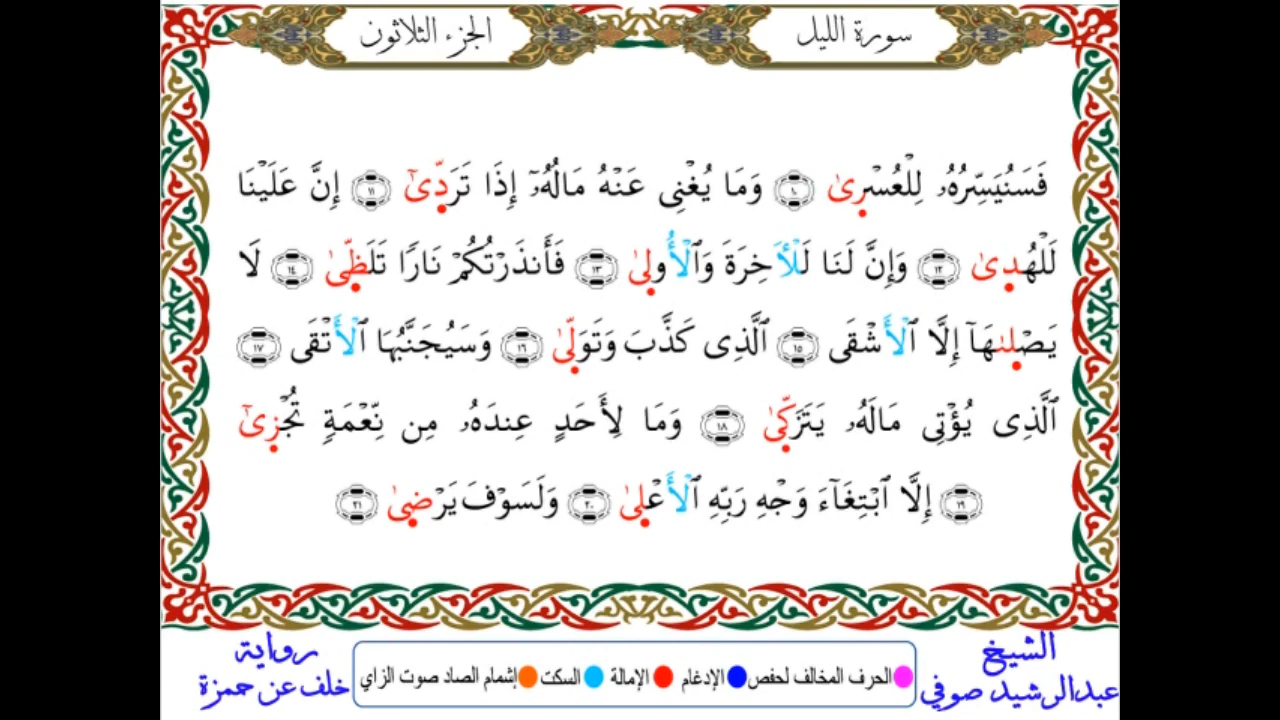 سورة الليل
الجزء الثلاثون
فَسَنُيَسِّرُهُۥ لِلْعُسْرِىٰ ١٠ وَمَا يُغْنِى عَنْهُ مَالُهُۥٓ إِذَا تَرَدِّىٰٓ ١١ إِنَّ عَلَيْنَا
لَلْهُدِىٰ ١٢ وَإِنَّ لَنَا لَلْأَخِرَةَ وَٱلْأُولِىٰ ١٣ فَأَنذَرْتُكُمْ نَارًا تَلَظِّىٰ ١٤ لَا
يَصْلِىٰهَآ إِلَّا ٱلْأَشْقَى ١٥ ٱلَّذِى كَذَّبَ وَتَوَلِّىٰ ١٦ وَسَيُجَنَّبُهَا ٱلْأَتْقَى ١٧
ٱلَّذِى يُؤْتِى مَالَهُۥ يَتَزَكِّىٰ ١٨ وَمَا لِأَحَدٍ عِندَهُۥ مِن نِّعْمَةٍ تُجْزِىٰٓ
١٩ إِلَّا ٱبْتِغَآءَ وَجْهِ رَبِّهِ ٱلْأَعْلِىٰ ٢٠ وَلَسَوْفَ يَرْضِىٰ ٢١
الشيخ
عبدالرشيد صوفي
الحرف المخالف لحفص الإدغام الإمالة السكت إشمام الصاد صوت الزاي
رواية
خلف عن حمزة